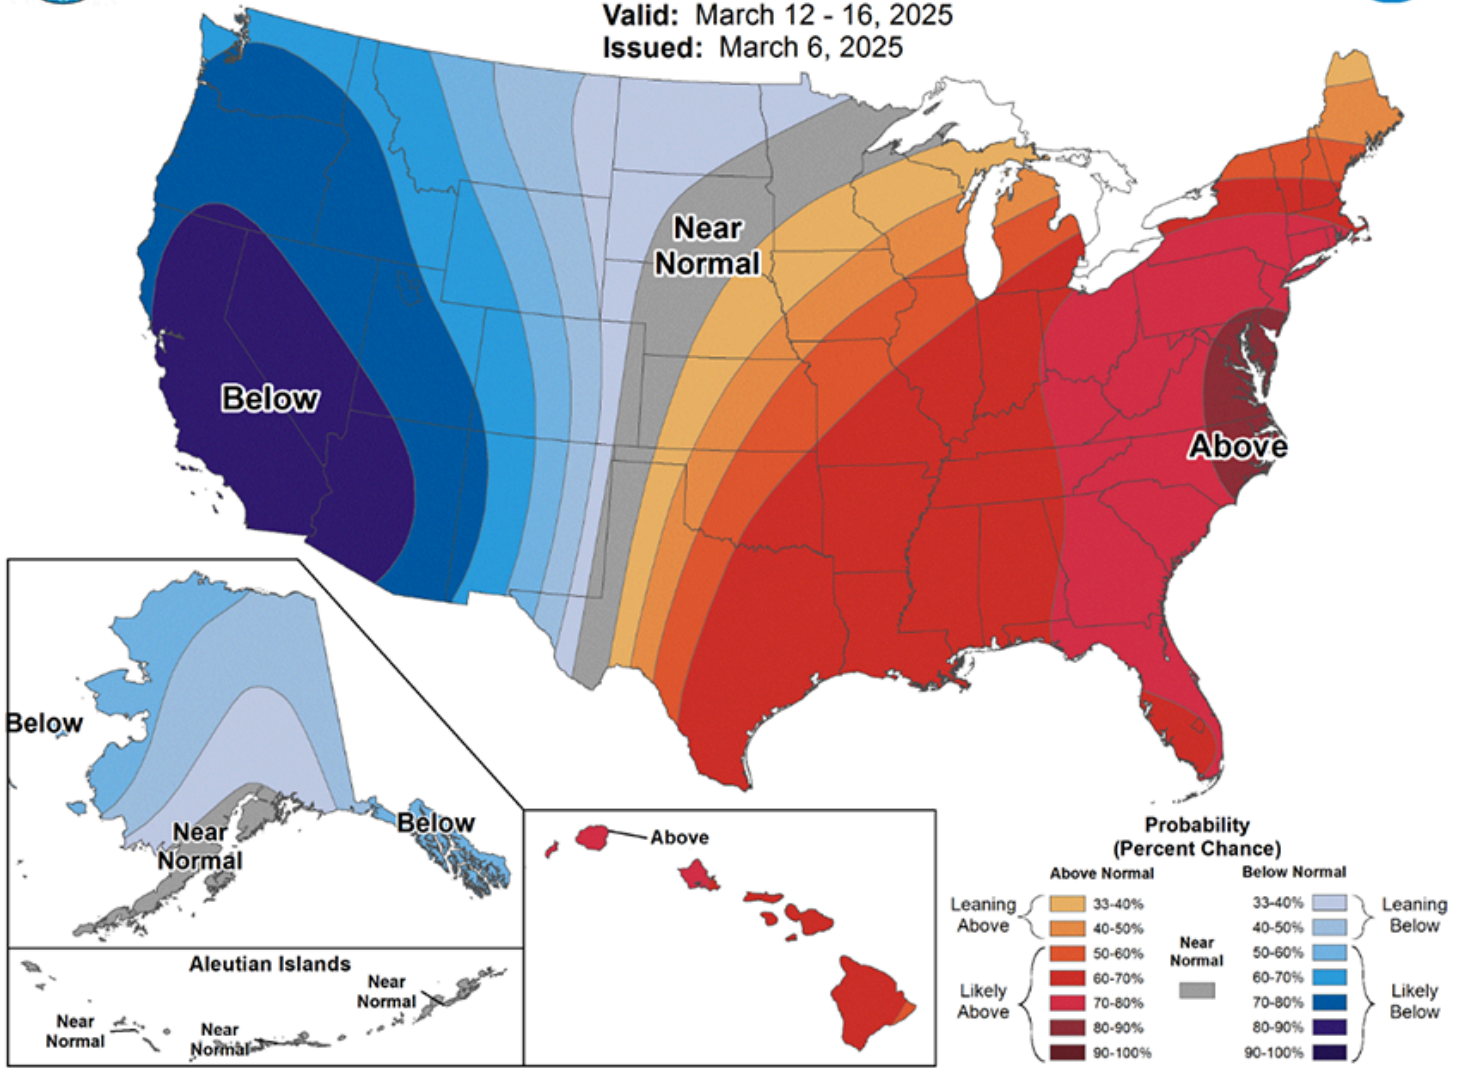 Valid: March 12 - 16, 2025
Issued: March 6, 2025
Near
Normal
Below
Above
Below
Near
Normal
Below
Above
Aleutian Islands
Near
Normal
Near
Normal
Near
Normal
Probability
(Percent Chance)
Above Normal
Below Normal
Leaning
Above
33-40%
40-50%
Likely
Above
50-60%
60-70%
70-80%
80-90%
90-100%
Near
Normal
33-40%
40-50%
Leaning
Below
50-60%
60-70%
70-80%
80-90%
90-100%
Likely
Below